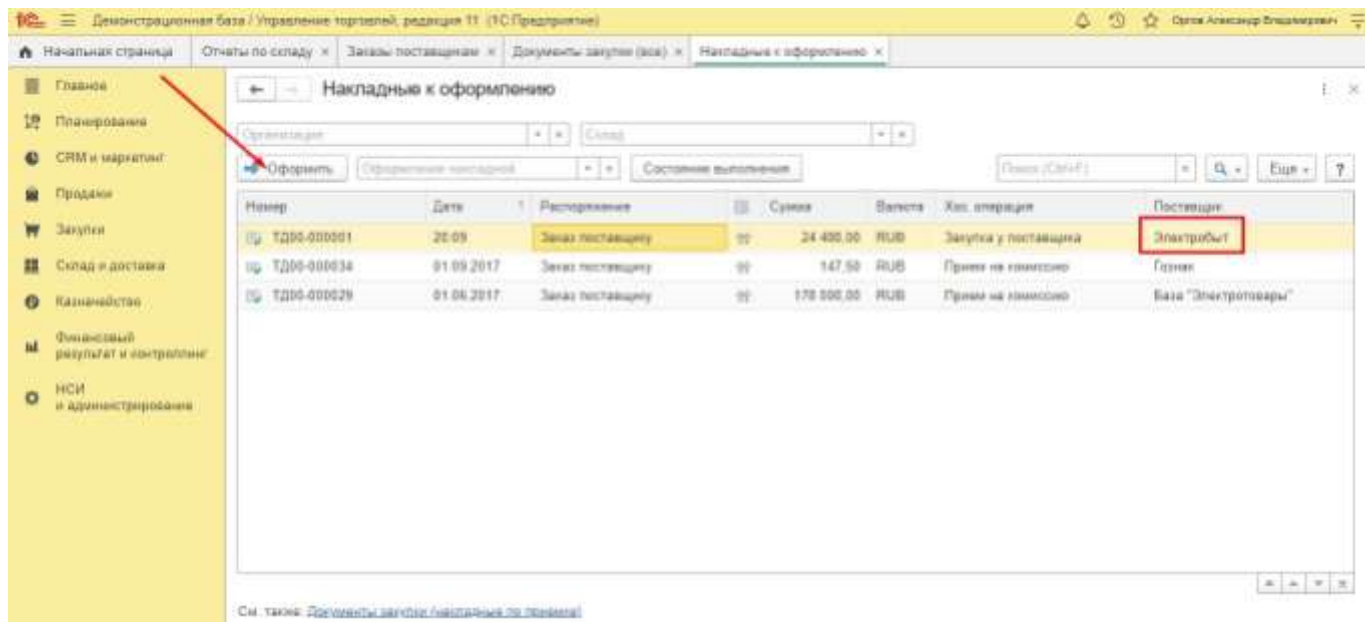 1С Демонстрационная база / Управление торговлей, редакция 11 (1С:Предприятие) Орлов Александр Владимирович
Начальная страница Отчеты по складу × Заказы поставщикам × Документы закупки (все) × Накладные к оформлению ×
Главное
Планирование
CRM и маркетинг
Продажи
Закупки
Склад и доставка
Казначейство
Финансовый
результат и контроллинг
НСИ
и администрирование
Накладные к оформлению
Организация Склад
Оформить Оформление накладной Состояние выполнения Поиск (Ctrl+F) Еще ?
Номер Дата Распоряжение Сумма Валюта Хоз. операция Поставщик
ТД00-000001 20:09 Заказ поставщику 24 400,00 RUB Закупка у поставщика Электробыт
ТД00-000034 01.09.2017 Заказ поставщику 147,50 RUB Прием на комиссию
ТД00-000029 01.06.2017 Заказ поставщику RUB Прием на комиссию База "Электротовары"
См. также: Документы закупки (накладные по приемке)